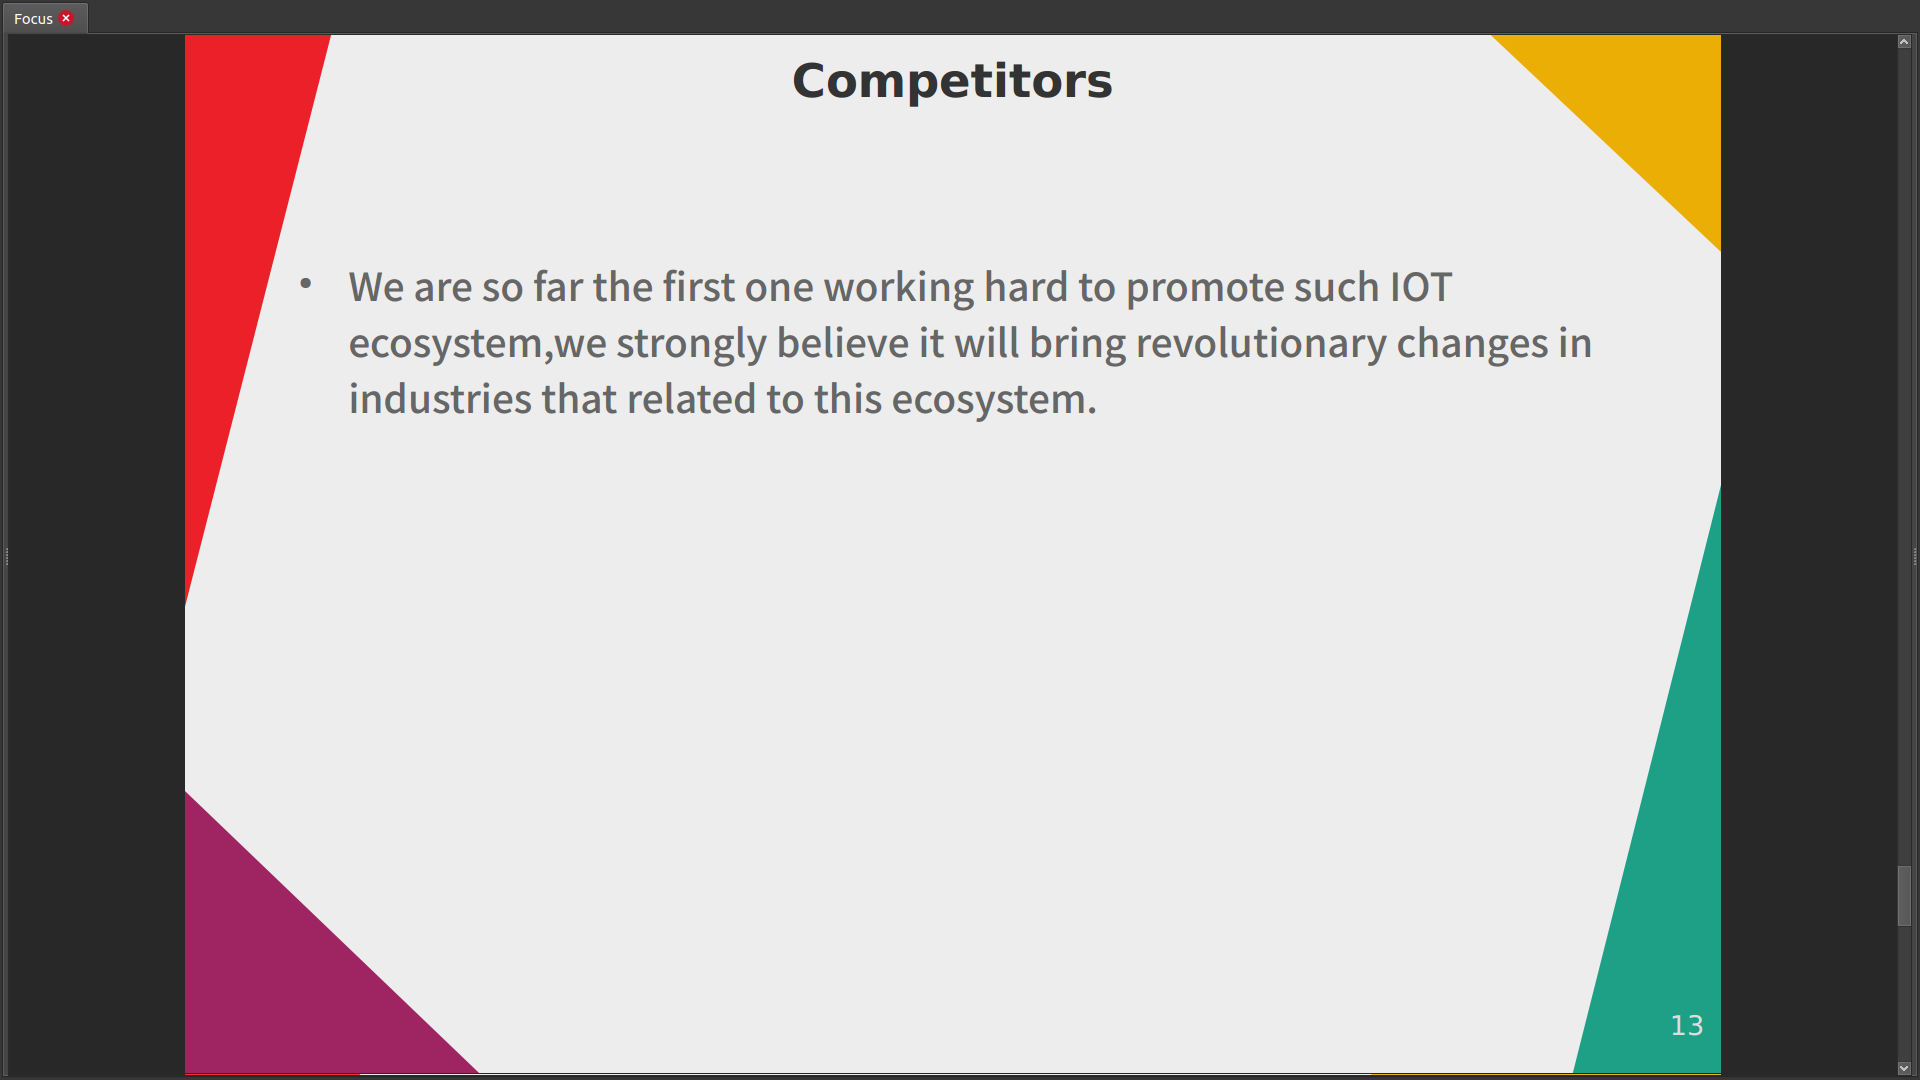 Focus
Competitors
• We are so far the first one working hard to promote such IOT
ecosystem,we strongly believe it will bring revolutionary changes in
industries that related to this ecosystem.
13